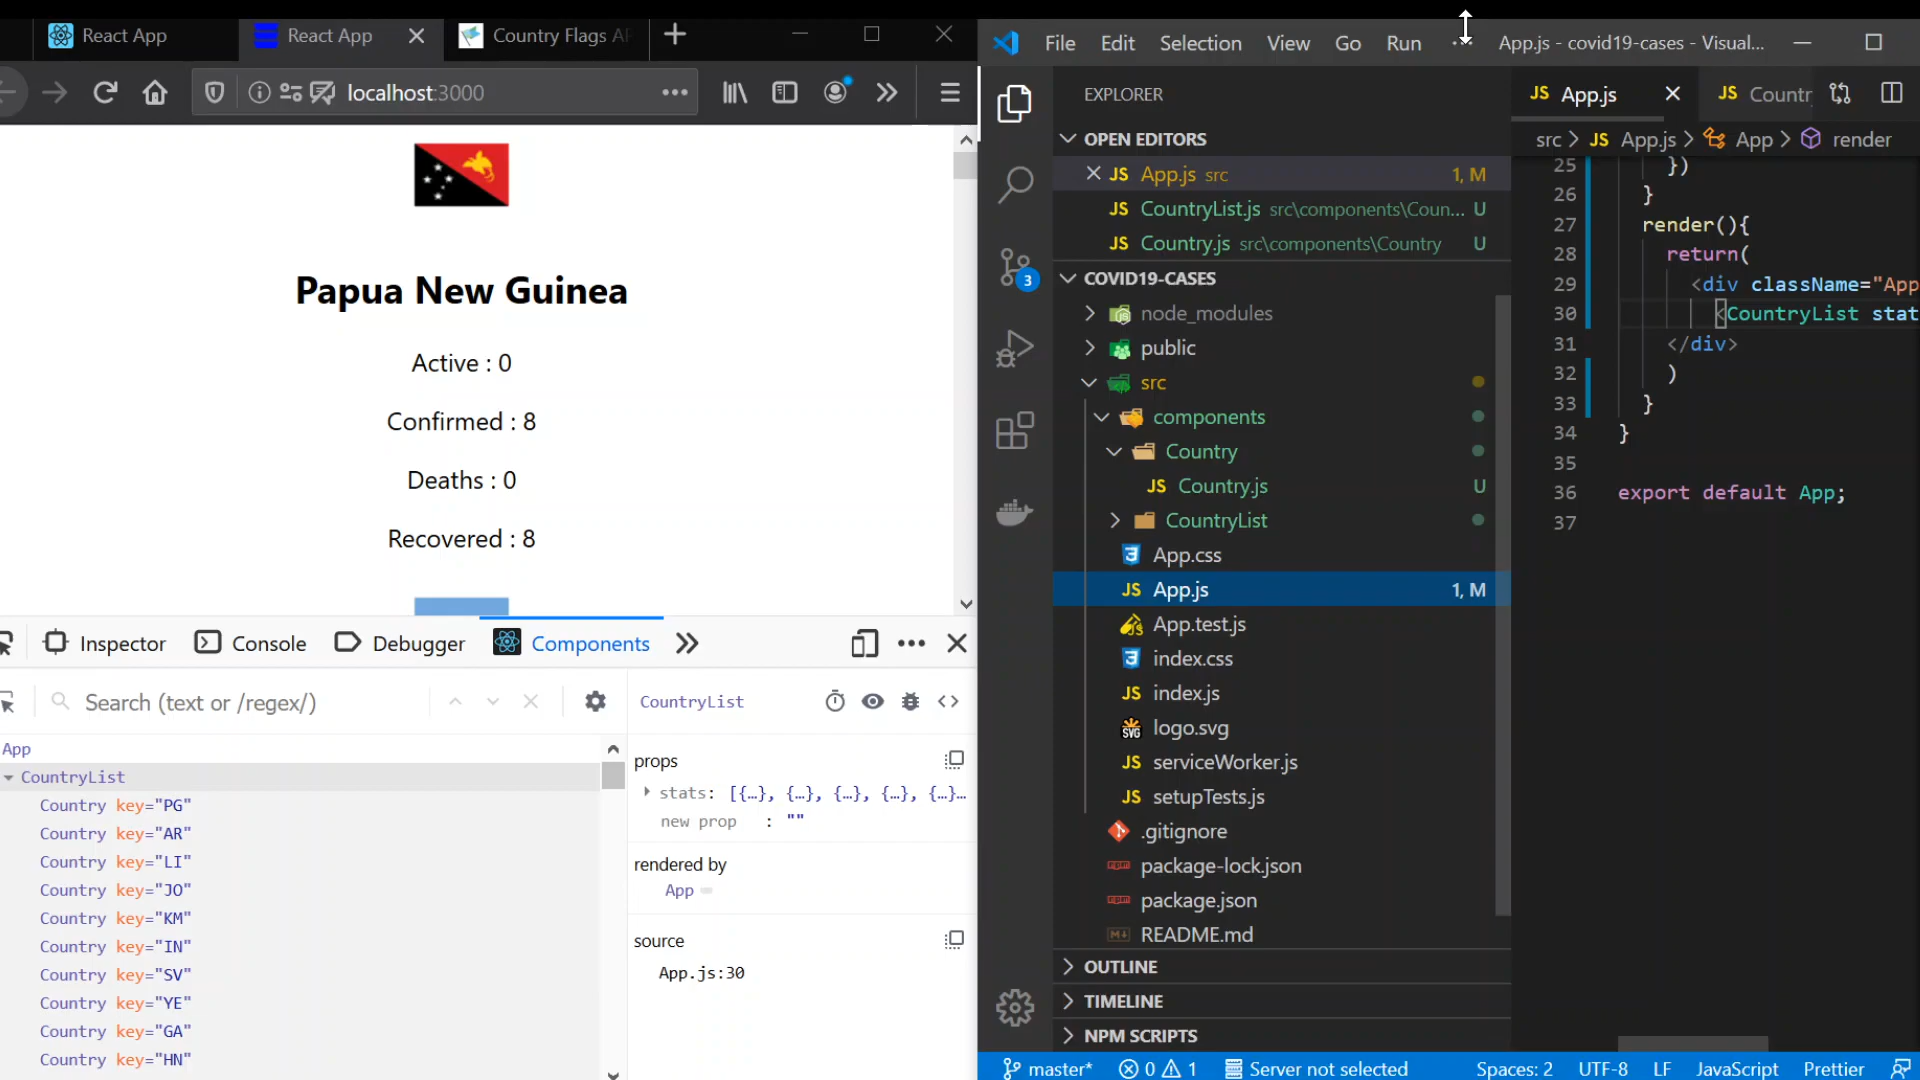 React App
React App
Country Flags A
localhost:3000
Papua New Guinea
Active : 0
Confirmed : 8
Deaths : 0
Recovered : 8
Inspector
Console
Debugger
Components
Search (text or /regex/)
App
CountryList
Country key="PG"
Country key="AR"
Country key="LI"
Country key="JO"
Country key="KM"
Country key="IN"
Country key="SV"
Country key="YE"
Country key="GA"
Country key="HN"
CountryList
props
stats: [{…}, {…}, {…}, {…}, {…}…
new prop : ""
rendered by
App
source
App.js:30
File Edit Selection View Go Run … App.js - covid19-cases - Visual...
EXPLORER
OPEN EDITORS
JS App.js src 1, M
JS CountryList.js src\components\Coun... U
JS Country.js src\components\Country U
COVID19-CASES
node_modules
public
src
components
Country
JS Country.js U
CountryList
App.css
JS App.js 1, M
App.test.js
index.css
JS index.js
SVG logo.svg
JS serviceWorker.js
JS setupTests.js
.gitignore
package-lock.json
package.json
README.md
OUTLINE
TIMELINE
NPM SCRIPTS
3
JS App.js
JS Countr
src > JS App.js > App > render
25 })
26 }
27 render(){
28 return(
29 <div className="App
30 <CountryList stat
31 </div>
32 )
33 }
34 }
35
36 export default App;
37
master* 0 1 Server not selected Spaces: 2 UTF-8 LF JavaScript Prettier